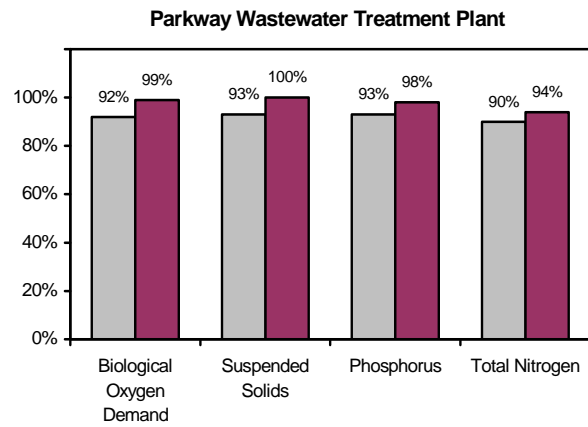 Parkway Wastewater Treatment Plant
92%
99%
93%
100%
93%
98%
90%
94%
100%
80%
60%
40%
20%
0%
Biological
Oxygen
Demand
Suspended
Solids
Phosphorus
Total Nitrogen